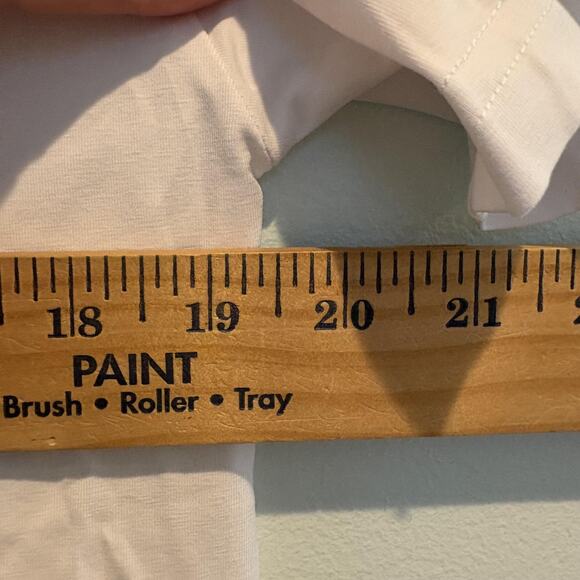 18 19 20 21
PAINT
Brush • Roller • Tray